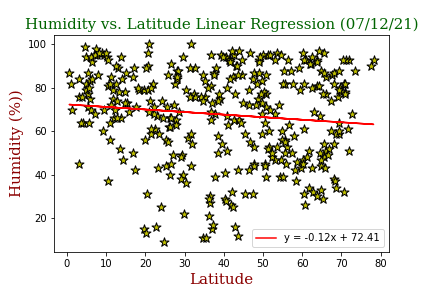 Humidity vs. Latitude Linear Regression (07/12/21)
100
80
60
40
20
Humidity (%))
0 10 20 30 40 50 60 70 80
Latitude
y = -0.12x + 72.41